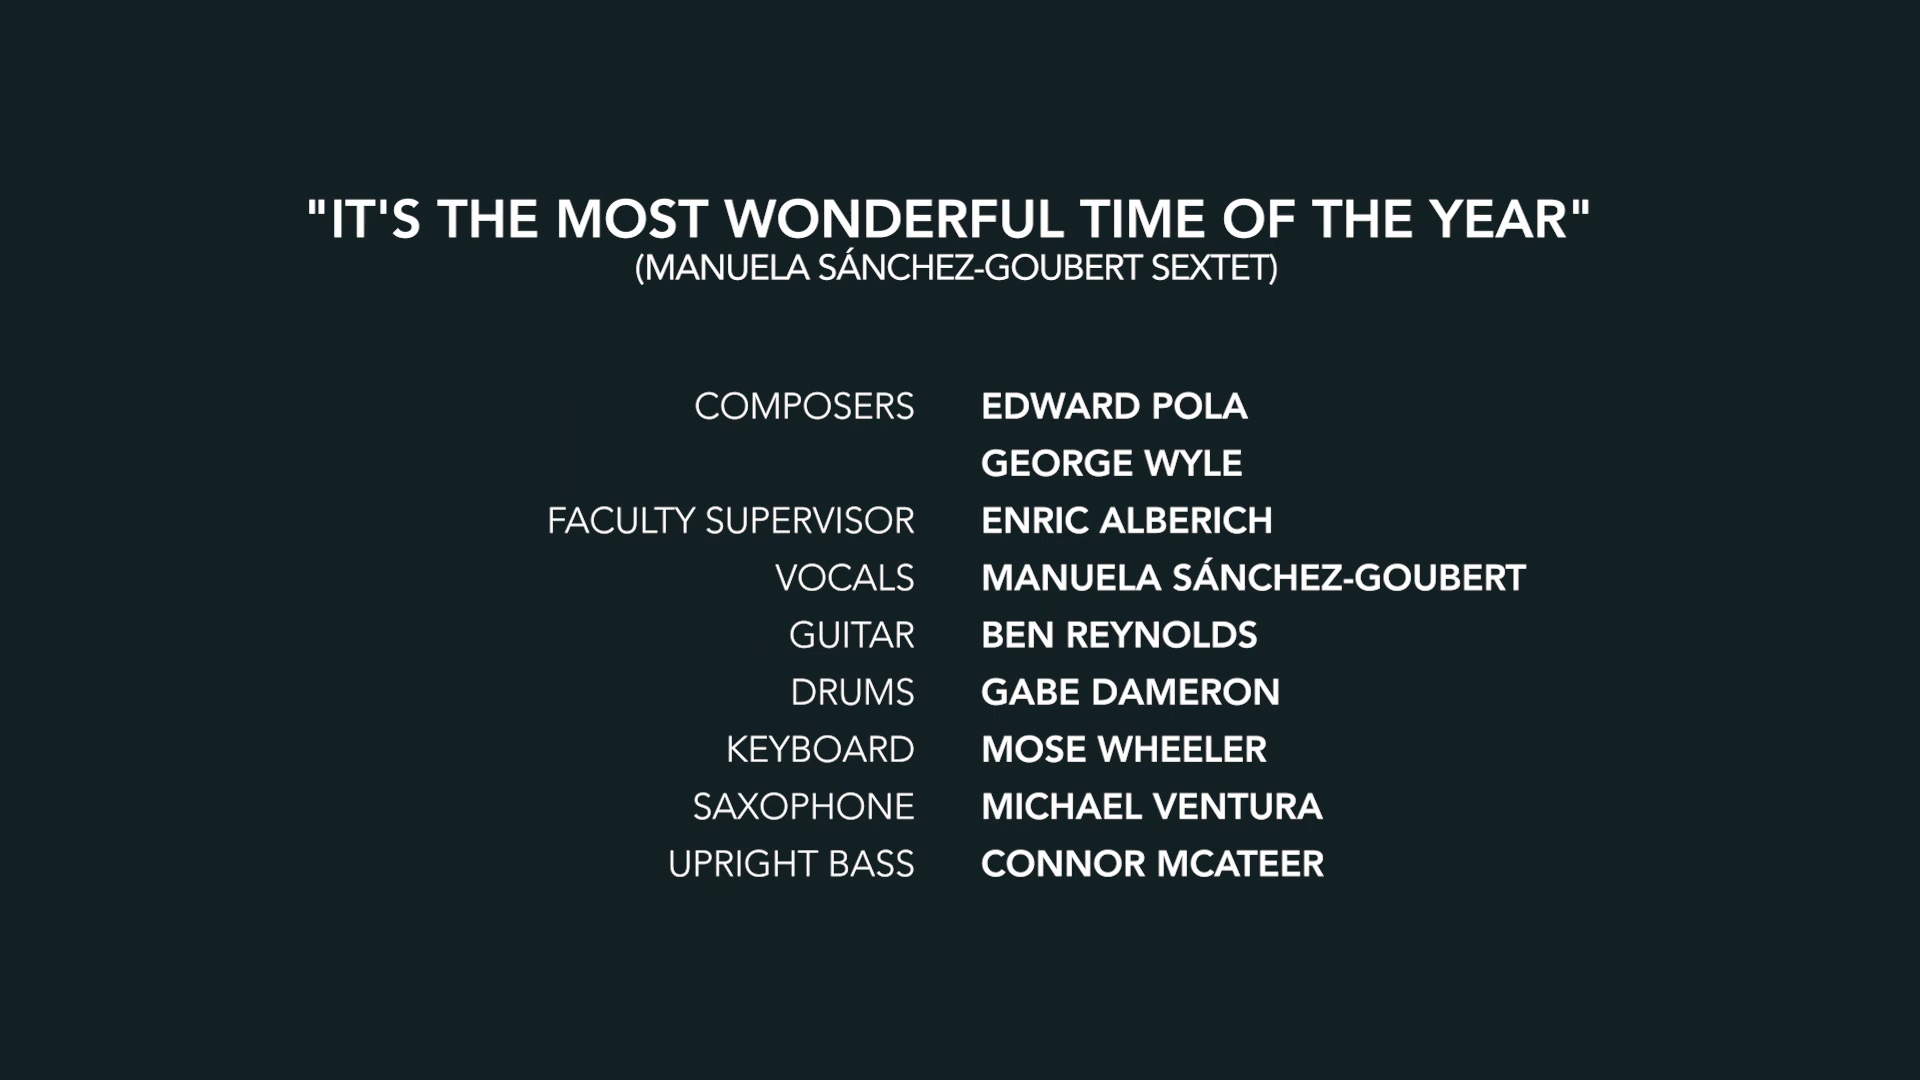 "IT'S THE MOST WONDERFUL TIME OF THE YEAR"
(MANUELA SÁNCHEZ-GOUBERT SEXTET)
COMPOSERS EDWARD POLA
GEORGE WYLE
FACULTY SUPERVISOR ENRIC ALBERICH
VOCALS MANUELA SÁNCHEZ-GOUBERT
GUITAR BEN REYNOLDS
DRUMS GABE DAMERON
KEYBOARD MOSE WHEELER
SAXOPHONE MICHAEL VENTURA
UPRIGHT BASS CONNOR MCATEER